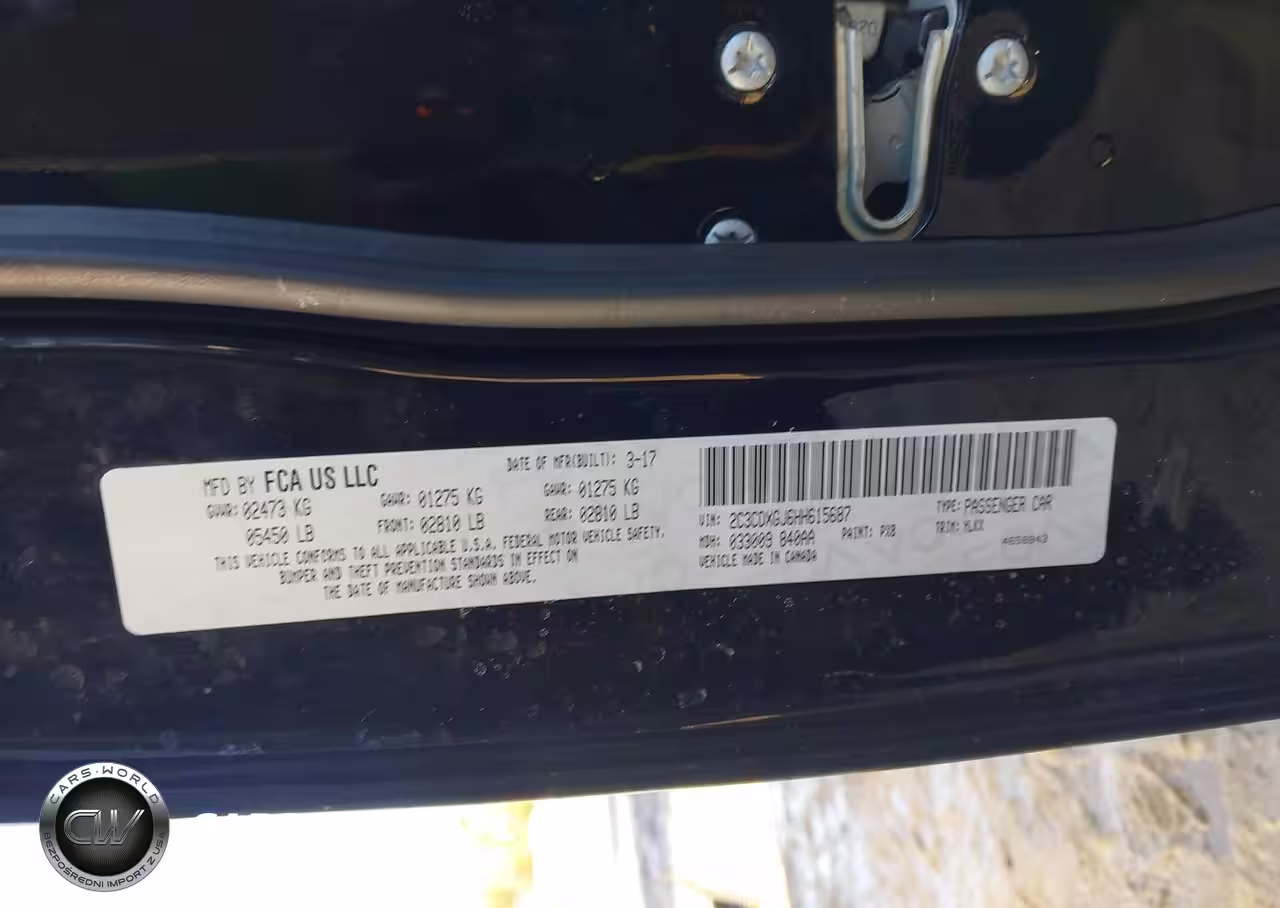 MFD BY FCA US LLC
DATE OF MFR(BUILT): 3-17
GVWR: 02473 KG
GAWR: 01275 KG
GAWR: 01275 KG
05450 LB
FRONT: 02810 LB
REAR: 02810 LB
THIS VEHICLE CONFORMS TO ALL APPLICABLE U.S.A. FEDERAL MOTOR VEHICLE SAFETY,
BUMPER AND THEFT PREVENTION STANDARDS IN EFFECT ON
THE DATE OF MANUFACTURE SHOWN ABOVE.
VIN: 2C3CDXGJ6HH615687
TYPE: PASSENGER CAR
MDH: 033009 840AA
PAINT: PX8
TRIM: MLXX
VEHICLE MADE IN CANADA
4658843
CARS-WORLD
CW
BEZPOŚREDNI IMPORT Z USA